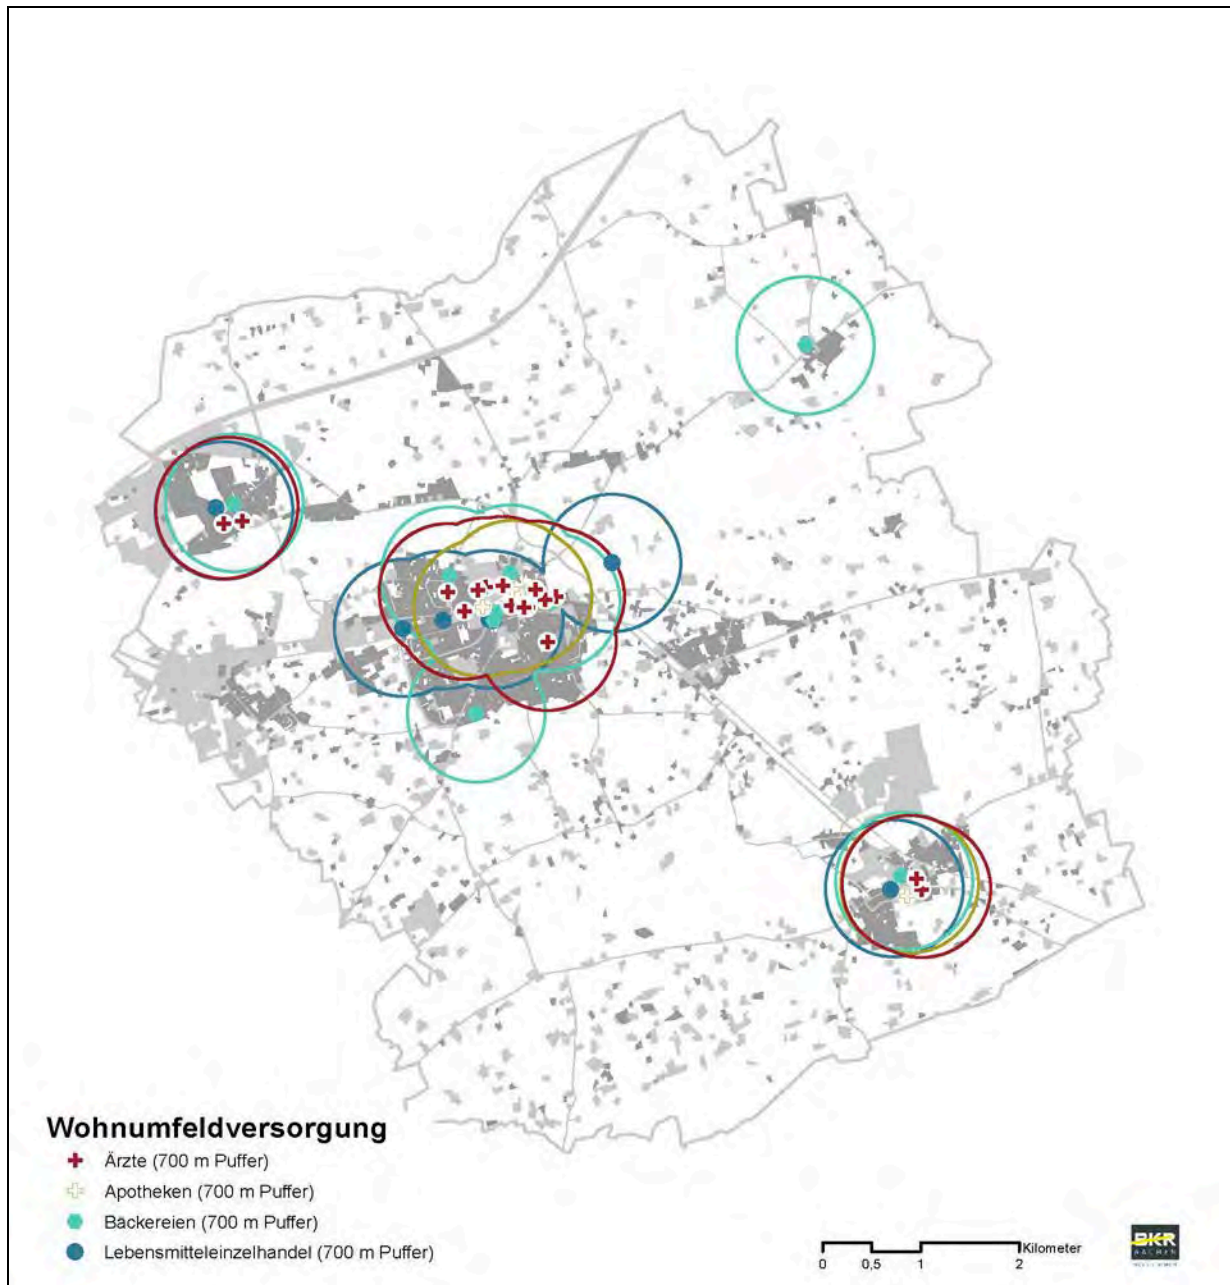 Wohnumfeldversorgung
Ärzte (700 m Puffer)
Apotheken (700 m Puffer)
Bäckereien (700 m Puffer)
Lebensmitteleinzelhandel (700 m Puffer)
Kilometer
0 0,5 1 2
BKR
AACHEN